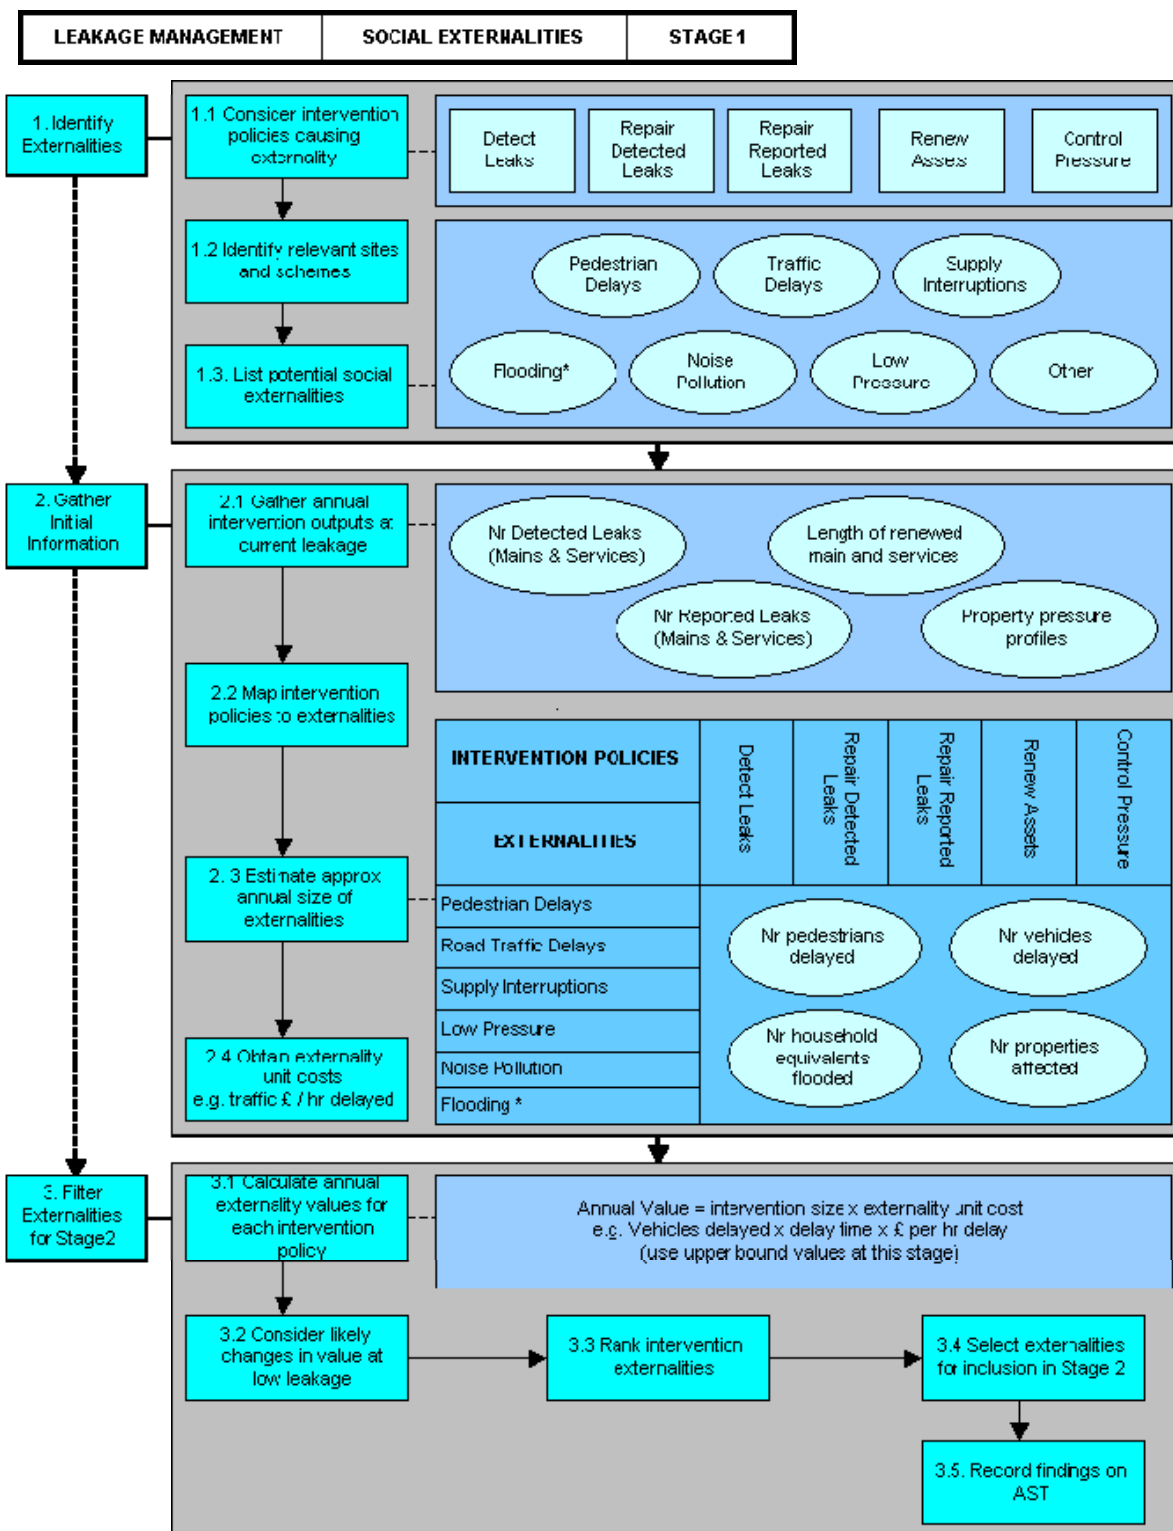 LEAKAGE MANAGEMENT
SOCIAL EXTERNALITIES
STAGE 1
1. Identify
Externalities
1.1 Consider intervention
policies causing
externality
Detect
Leaks
Repair
Detected
Leaks
Repair
Reported
Leaks
Renew
Assets
Control
Pressure
1.2 Identify relevant sites
and schemes
Pedestrian
Delays
Traffic
Delays
Supply
Interruptions
1.3. List potential social
externalities
Flooding*
Noise
Pollution
Low
Pressure
Other
2. Gather
Initial
Information
2.1 Gather annual
intervention outputs at
current leakage
Nr Detected Leaks
(Mains & Services)
Length of renewed
main and services
Nr Reported Leaks
(Mains & Services)
Property pressure
profiles
2.2 Map intervention
policies to externalities
INTERVENTION POLICIES
Detect Leaks
Repair Detected
Leaks
Repair Reported
Leaks
Renew Assets
Control Pressure
EXTERNALITIES
2. 3 Estimate approx
annual size of
externalities
Pedestrian Delays
Road Traffic Delays
Supply Interruptions
Low Pressure
Noise Pollution
Flooding *
Nr pedestrians
delayed
Nr vehicles
delayed
Nr household
equivalents
flooded
Nr properties
affected
2.4 Obtain externality
unit costs
e.g. traffic £ / hr delayed
3. Filter
Externalities
for Stage2
3.1 Calculate annual
externality values for
each intervention
policy
Annual Value = intervention size x externality unit cost
e.g. Vehicles delayed x delay time x £ per hr delay
(use upper bound values at this stage)
3.2 Consider likely
changes in value at
low leakage
3.3 Rank intervention
externalities
3.4 Select externalities
for inclusion in Stage 2
3.5. Record findings on
AST